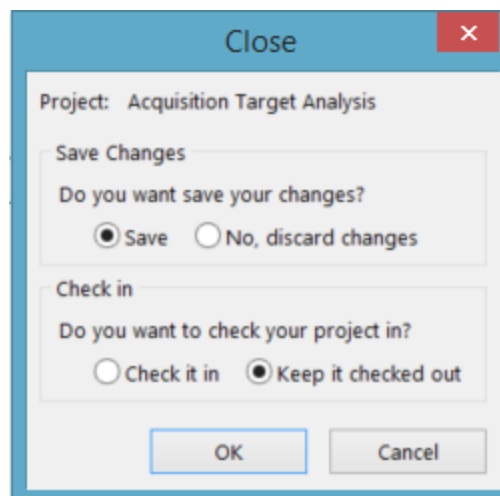 Close
Project: Acquisition Target Analysis
Save Changes
Do you want save your changes?
Save No, discard changes
Check in
Do you want to check your project in?
Check it in Keep it checked out
OK Cancel